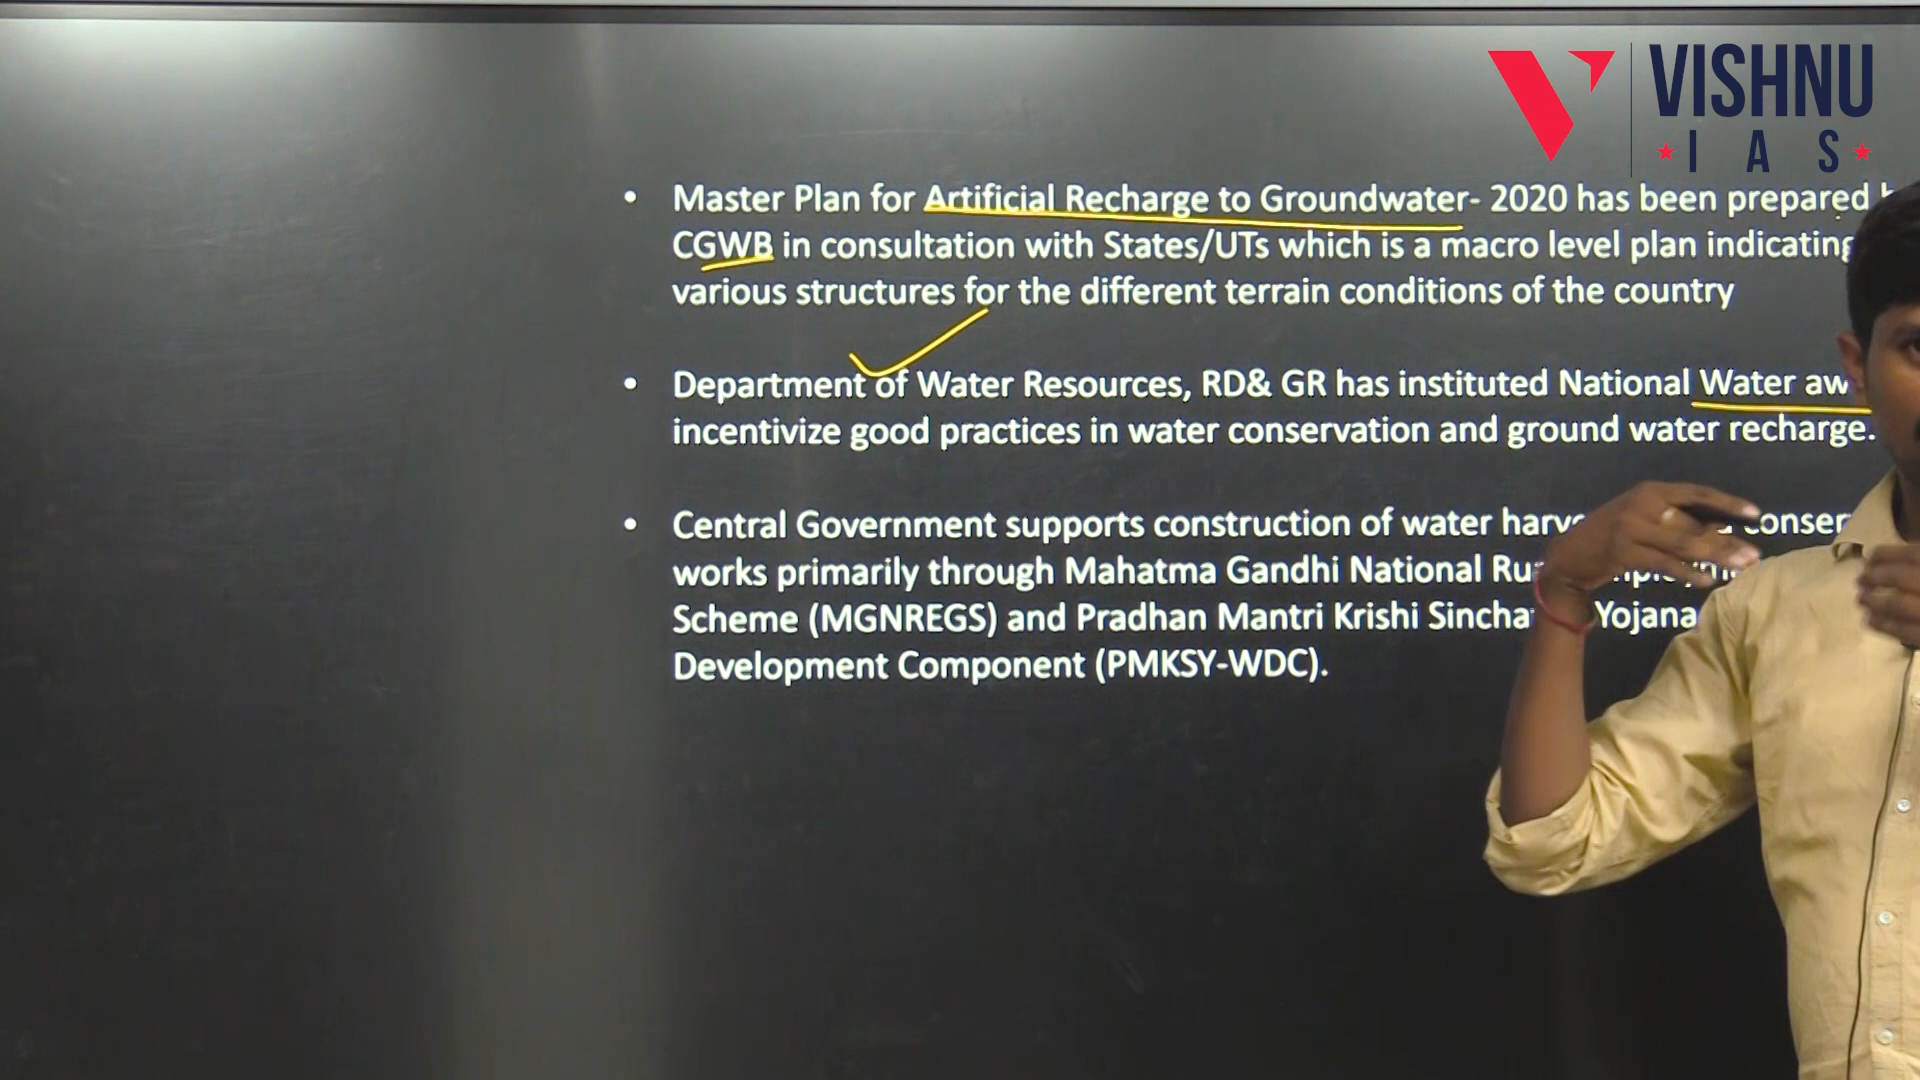 VISHNU
IAS
• Master Plan for Artificial Recharge to Groundwater- 2020 has been prepared
CGWB in consultation with States/UTs which is a macro level plan indicating
various structures for the different terrain conditions of the country
• Department of Water Resources, RD& GR has instituted National Water
incentivize good practices in water conservation and ground water recharge.
• Central Government supports construction of water
works primarily through Mahatma Gandhi National
Scheme (MGNREGS) and Pradhan Mantri Krishi Yojana
Development Component (PMKSY-WDC).